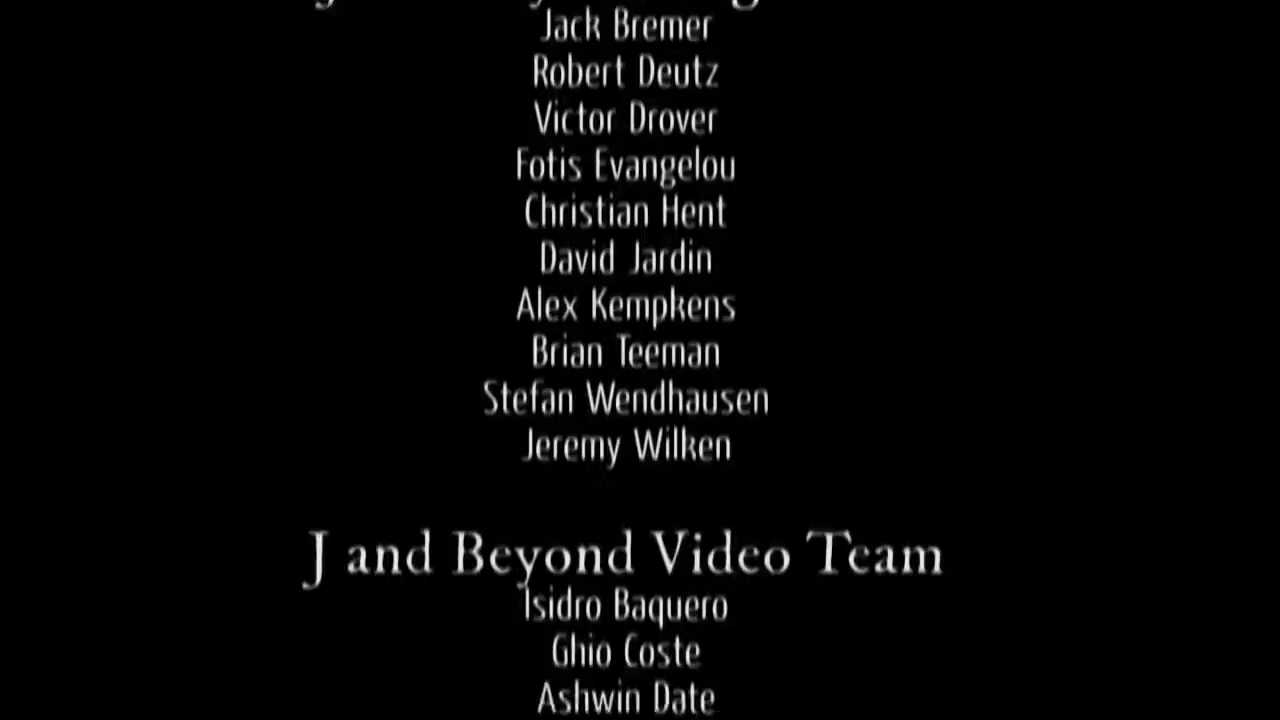 Jack Bremer
Robert Deutz
Victor Drover
Fotis Evangelou
Christian Hent
David Jardin
Alex Kempkens
Brian Teeman
Stefan Wendhausen
Jeremy Wilken
J and Beyond Video Team
Isidro Baquero
Ghio Coste
Ashwin Date